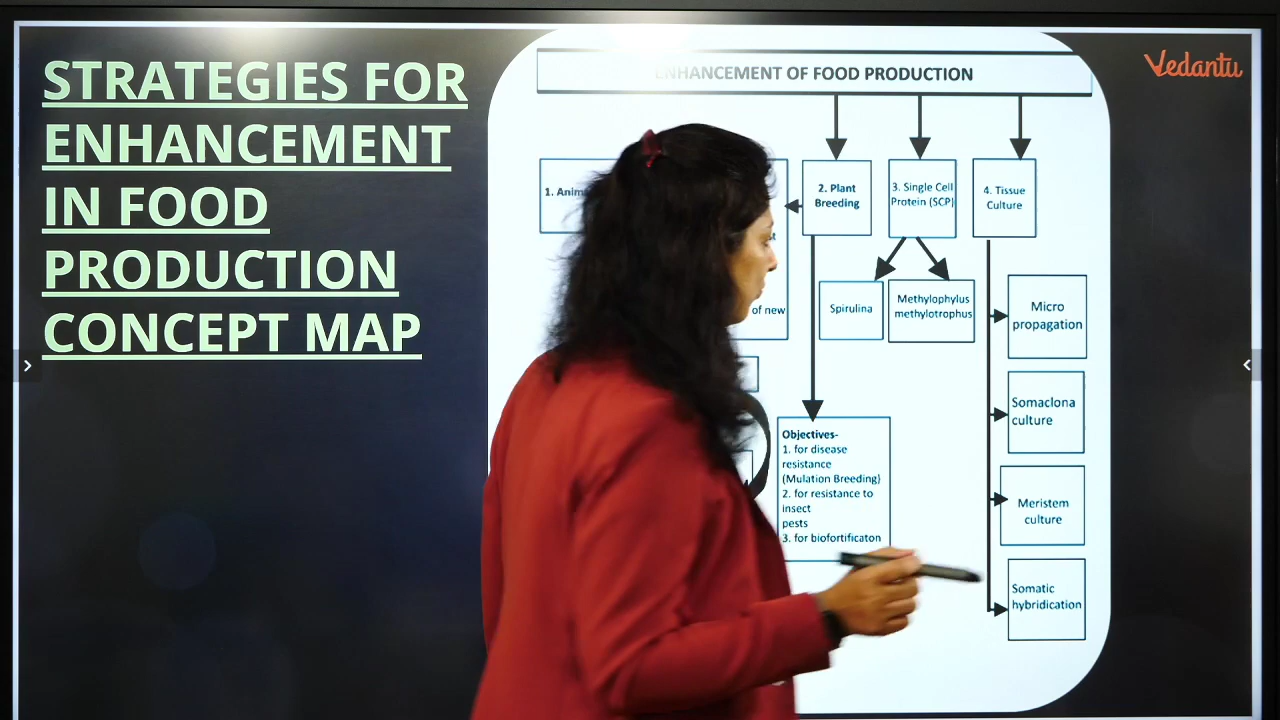 STRATEGIES FOR
ENHANCEMENT
IN FOOD
PRODUCTION
CONCEPT MAP
Vedantu
ENHANCEMENT OF FOOD PRODUCTION
1.
2. Plant
Breeding
3. Single Cell
Protein (SCP)
4. Tissue
Culture
of new
Spirulina
Methylophylus
methylotrophus
Micro
propagation
Somaclona
culture
Meristem
culture
Somatic
hybridication
Objectives-
1. for disease
resistance
(Mulation Breeding)
2. for resistance to
insect
pests
3. for biofortificaton